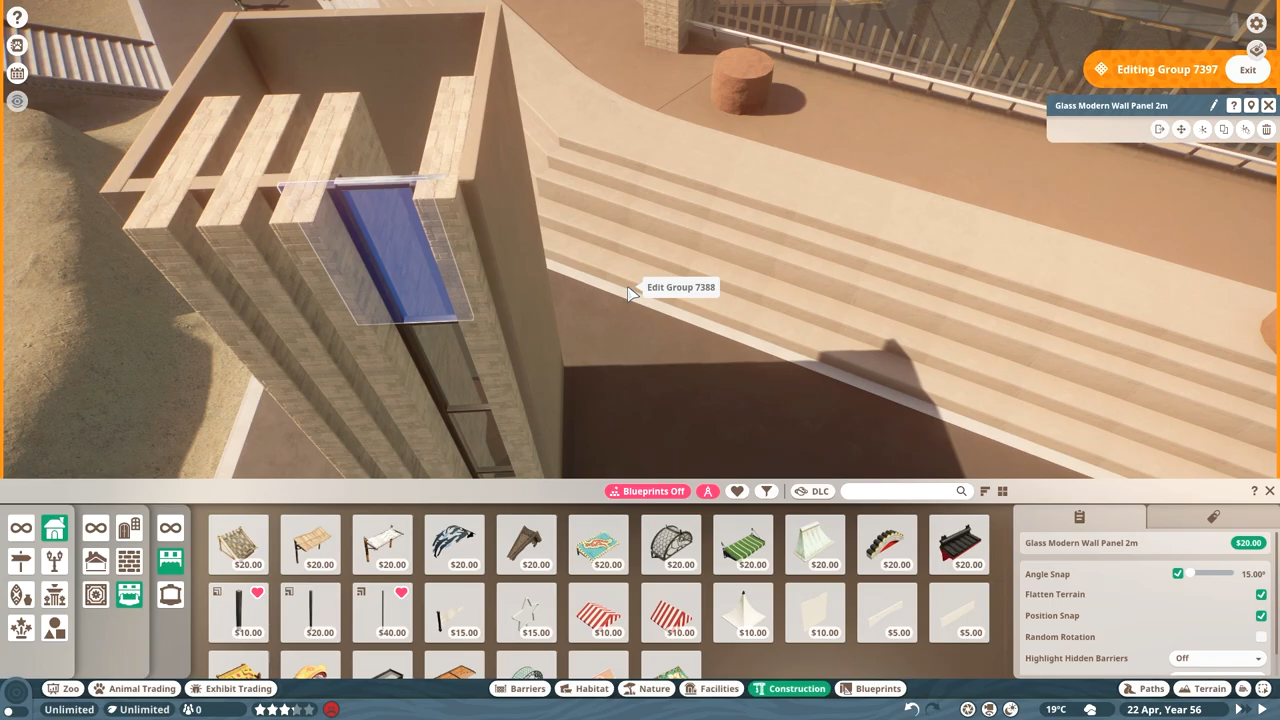 Editing Group 7397
Exit
Glass Modern Wall Panel 2m
?
Edit Group 7388
Blueprints Off
DLC
?
$20.00 $20.00 $20.00 $20.00 $20.00 $20.00 $20.00 $20.00 $20.00 $20.00 $20.00
$10.00 $20.00 $40.00 $15.00 $15.00 $10.00 $10.00 $10.00 $10.00 $5.00 $5.00
Glass Modern Wall Panel 2m $20.00
Angle Snap 15.00°
Flatten Terrain
Position Snap
Random Rotation
Highlight Hidden Barriers Off
Zoo Animal Trading Exhibit Trading Barriers Habitat Nature Facilities Construction Blueprints Paths Terrain
Unlimited Unlimited 0 19°C 22 Apr, Year 56